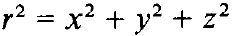 r² = x² + y² + z²